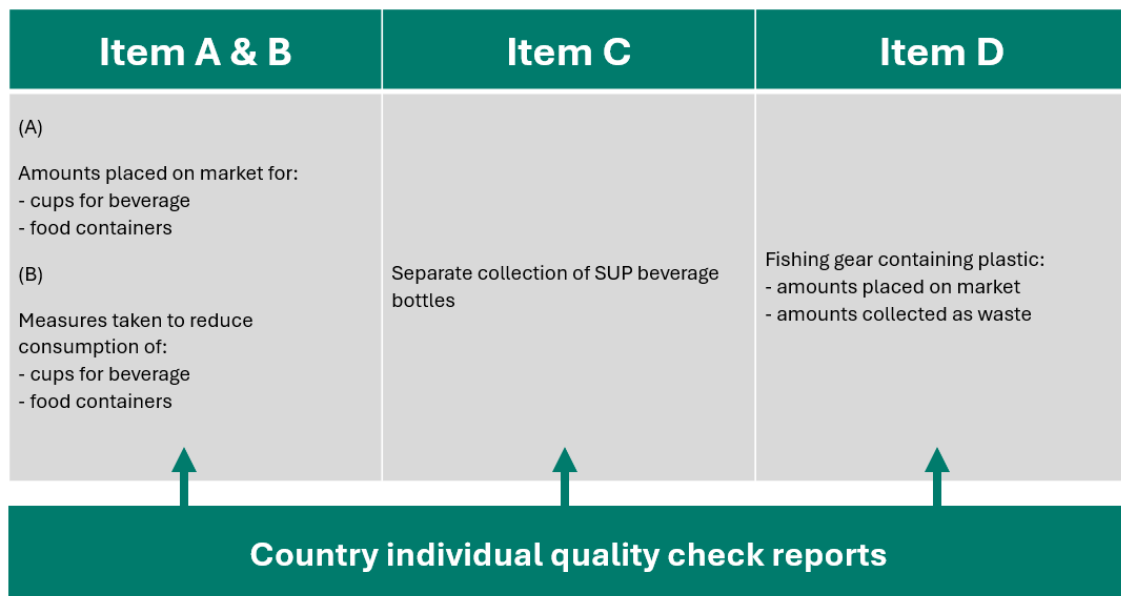 Item A & B
Item C
Item D
(A)
Amounts placed on market for:
- cups for beverage
- food containers
(B)
Measures taken to reduce
consumption of:
- cups for beverage
- food containers
Separate collection of SUP beverage
bottles
Fishing gear containing plastic:
- amounts placed on market
- amounts collected as waste
Country individual quality check reports